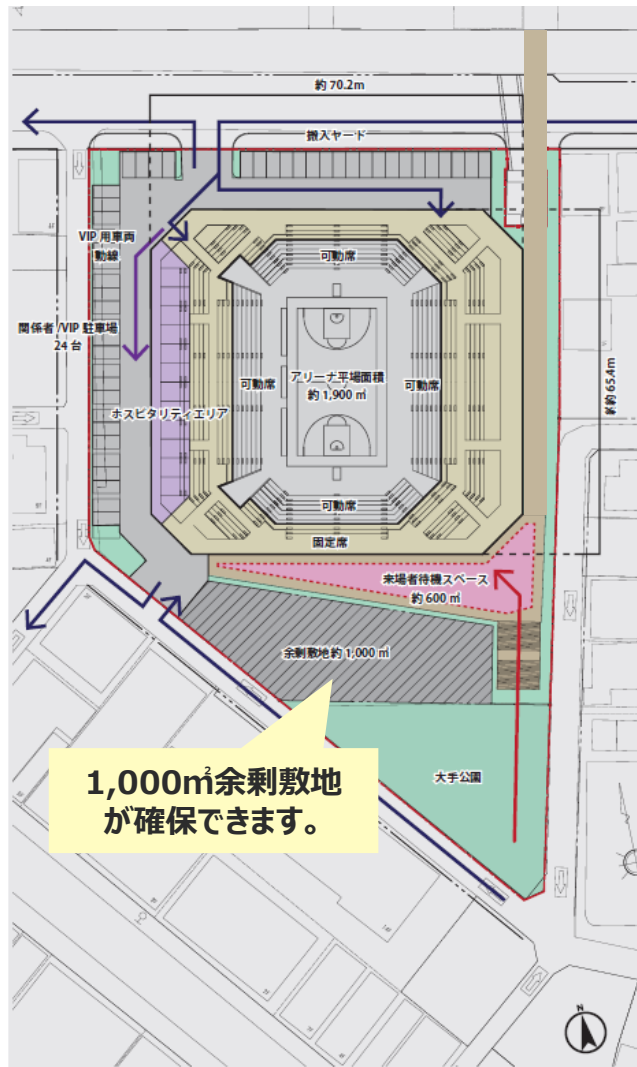 約 70.2m
搬入ヤード
VIP 用車両
動線
可動席
関係者 /VIP 駐車場
24 台
可動席
アリーナ平場面積
約 1,900 ㎡
可動席
約約 65.4m
ホスピタリティエリア
可動席
固定席
来場者待機スペース
約 600 ㎡
余剰敷地約 1,000 ㎡
1,000㎡余剰敷地
が確保できます。
大手公園
N